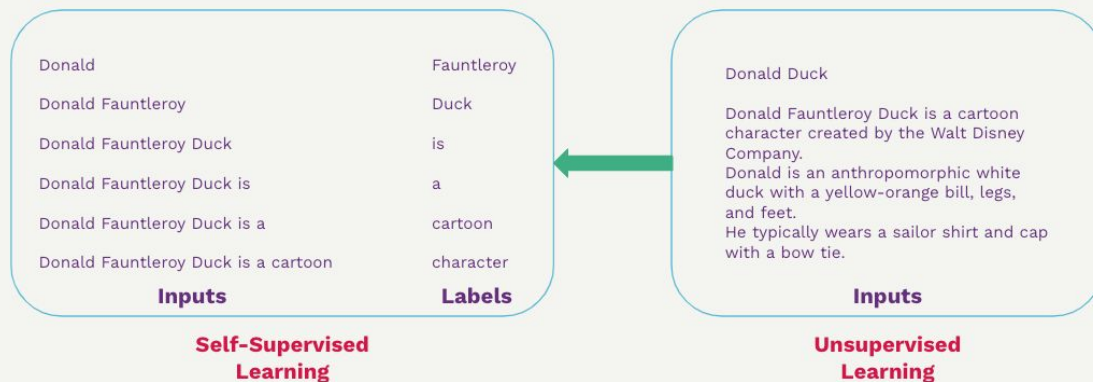 Donald Fauntleroy
Donald Fauntleroy Duck
Donald Fauntleroy Duck is
Donald Fauntleroy Duck is a
Donald Fauntleroy Duck is a cartoon
Donald Fauntleroy Duck is a cartoon character
Inputs Labels
Self-Supervised
Learning
Donald Duck
Donald Fauntleroy Duck is a cartoon
character created by the Walt Disney
Company.
Donald is an anthropomorphic white
duck with a yellow-orange bill, legs,
and feet.
He typically wears a sailor shirt and cap
with a bow tie.
Inputs
Unsupervised
Learning